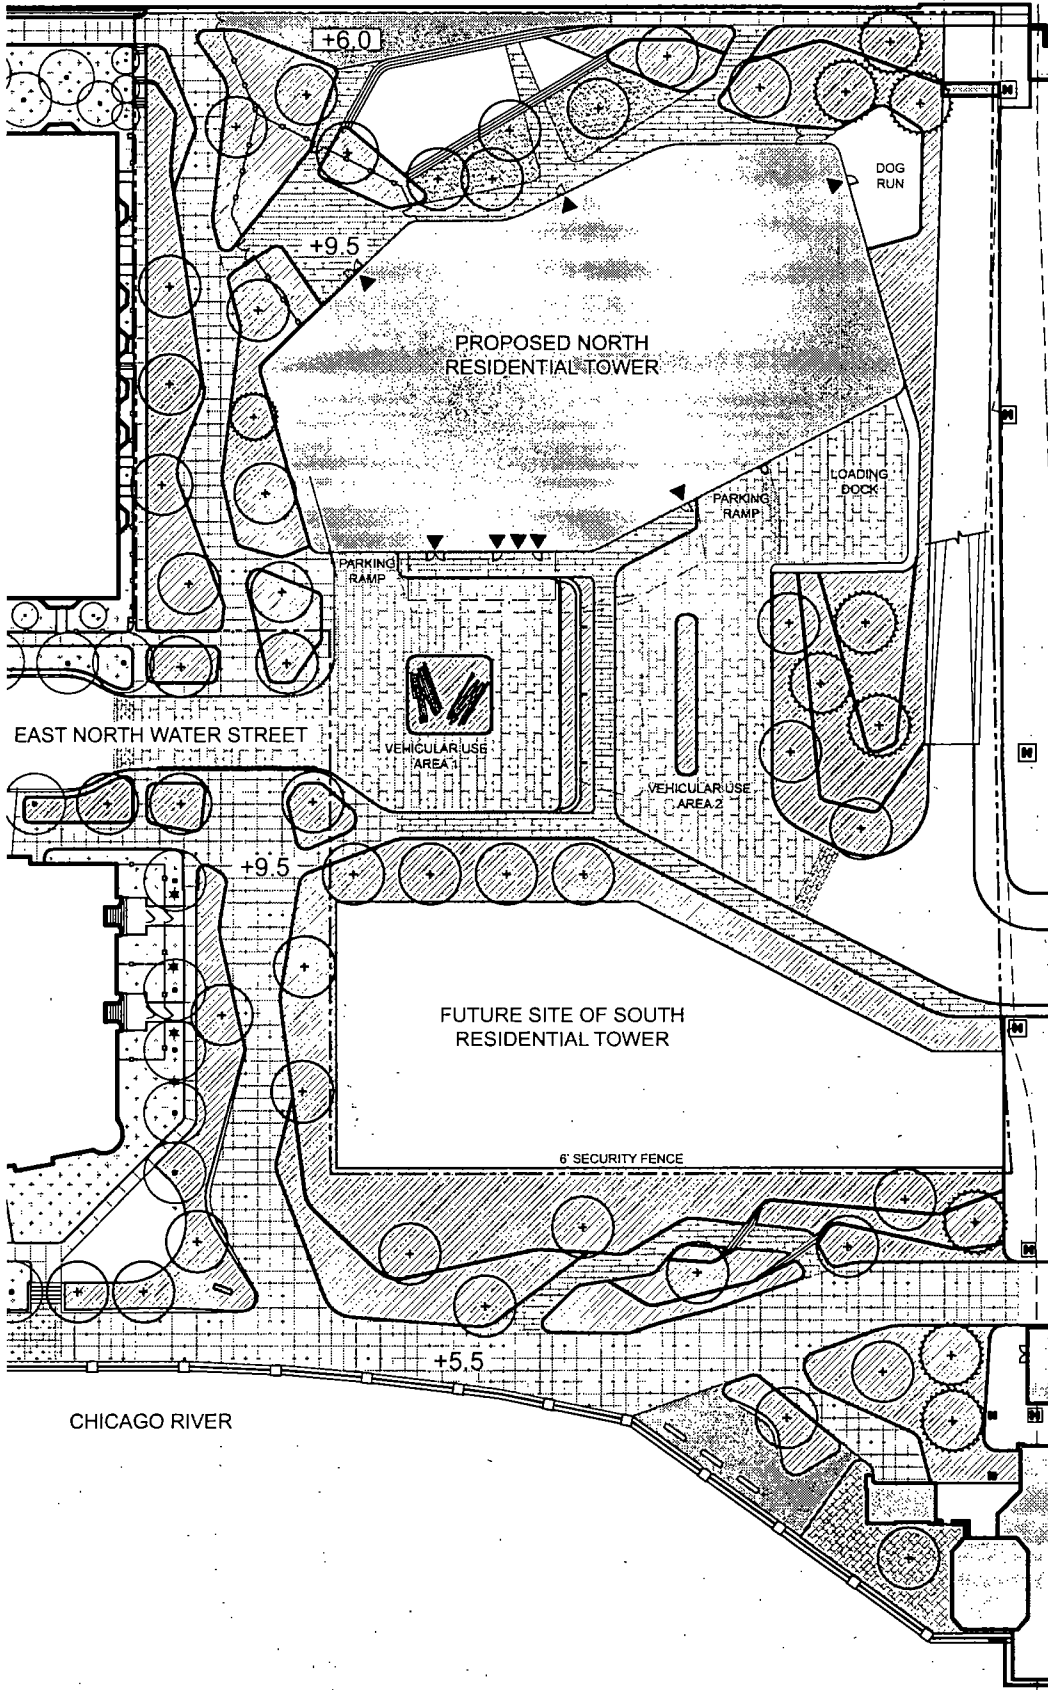 +6.0
DOG
RUN
+9.5
PROPOSED NORTH
RESIDENTIAL TOWER
LOADING
DOCK
PARKING
RAMP
PARKING
RAMP
EAST NORTH WATER STREET
VEHICULAR USE
AREA 1
VEHICULAR USE
AREA 2
+9.5
FUTURE SITE OF SOUTH
RESIDENTIAL TOWER
6' SECURITY FENCE
+5.5
CHICAGO RIVER